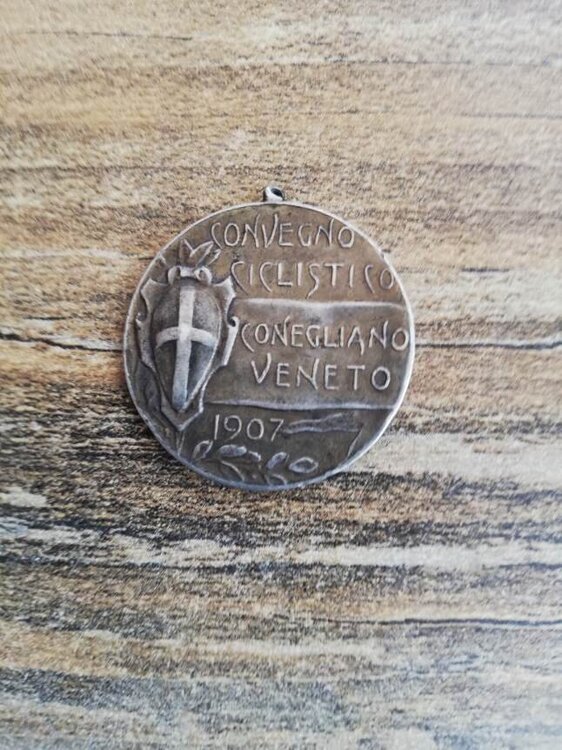 CONVEGNO
CICLISTICO
CONEGLIANO
VENETO
1907